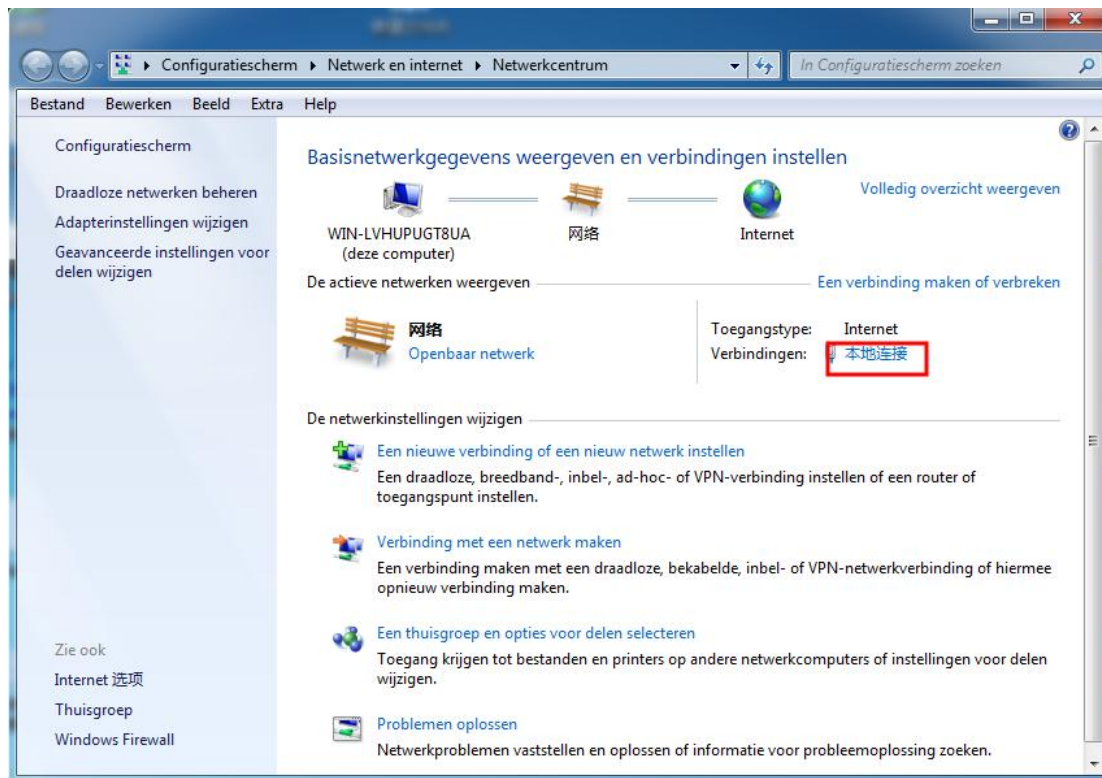 Configuratiescherm ▸ Netwerk en internet ▸ Netwerkcentrum
In Configuratiescherm zoeken
Bestand Bewerken Beeld Extra Help
Configuratiescherm
Draadloze netwerken beheren
Adapterinstellingen wijzigen
Geavanceerde instellingen voor
delen wijzigen
Zie ook
Internet 选项
Thuisgroep
Windows Firewall
Basisnetwerkgegevens weergeven en verbindingen instellen
Volledig overzicht weergeven
WIN-LVHUPUGT8UA
(deze computer)
网络
Internet
De actieve netwerken weergeven
Een verbinding maken of verbreken
网络
Openbaar netwerk
Toegangstype: Internet
Verbindingen: 本地连接
De netwerkinstellingen wijzigen
Een nieuwe verbinding of een nieuw netwerk instellen
Een draadloze, breedband-, inbel-, ad-hoc- of VPN-verbinding instellen of een router of
toegangspunt instellen.
Verbinding met een netwerk maken
Een verbinding maken met een draadloze, bekabelde, inbel- of VPN-netwerkverbinding of hiermee
opnieuw verbinding maken.
Een thuisgroep en opties voor delen selecteren
Toegang krijgen tot bestanden en printers op andere netwerkcomputers of instellingen voor delen
wijzigen.
Problemen oplossen
Netwerkproblemen vaststellen en oplossen of informatie voor probleemoplossing zoeken.